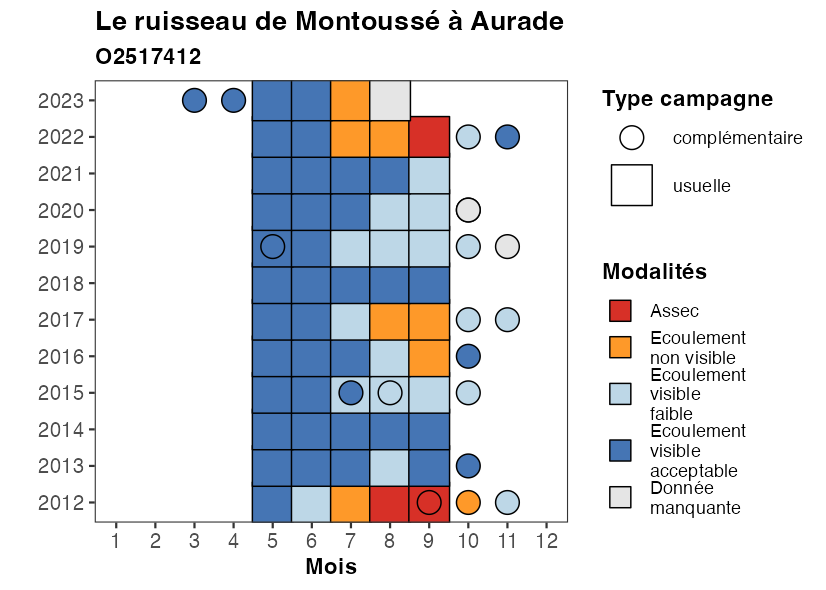 Le ruisseau de Montoussé à Aurade
O2517412
2023
2022
2021
2020
2019
2018
2017
2016
2015
2014
2013
2012
1 2 3 4 5 6 7 8 9 10 11 12
Mois
Type campagne
complémentaire
usuelle
Modalités
Assec
Ecoulement
non visible
Ecoulement
visible
faible
Ecoulement
visible
acceptable
Donnée
manquante